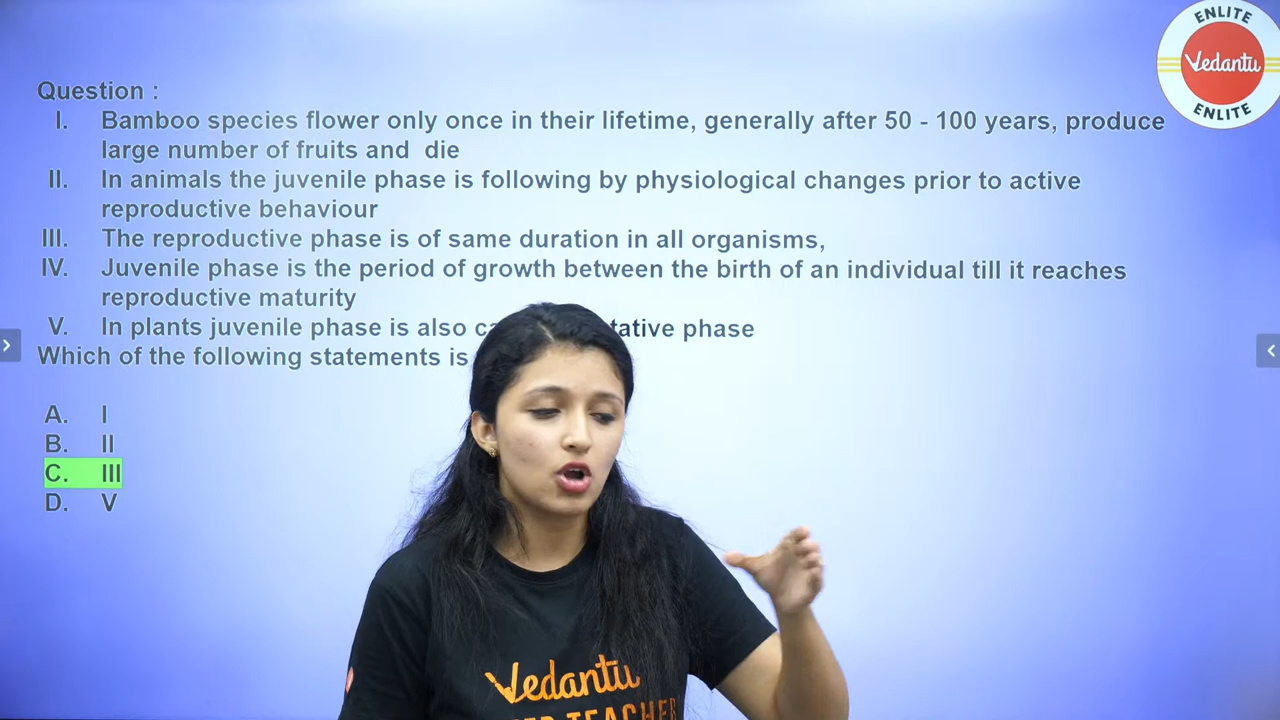 ENLITE
Vedantu
ENLITE
Question :
I. Bamboo species flower only once in their lifetime, generally after 50 - 100 years, produce
large number of fruits and die
II. In animals the juvenile phase is following by physiological changes prior to active
reproductive behaviour
III. The reproductive phase is of same duration in all organisms,
IV. Juvenile phase is the period of growth between the birth of an individual till it reaches
reproductive maturity
V. In plants juvenile phase is also phase
Which of the following statements is
A. I
B. II
C. III
D. V
Vedantu
TEACHER